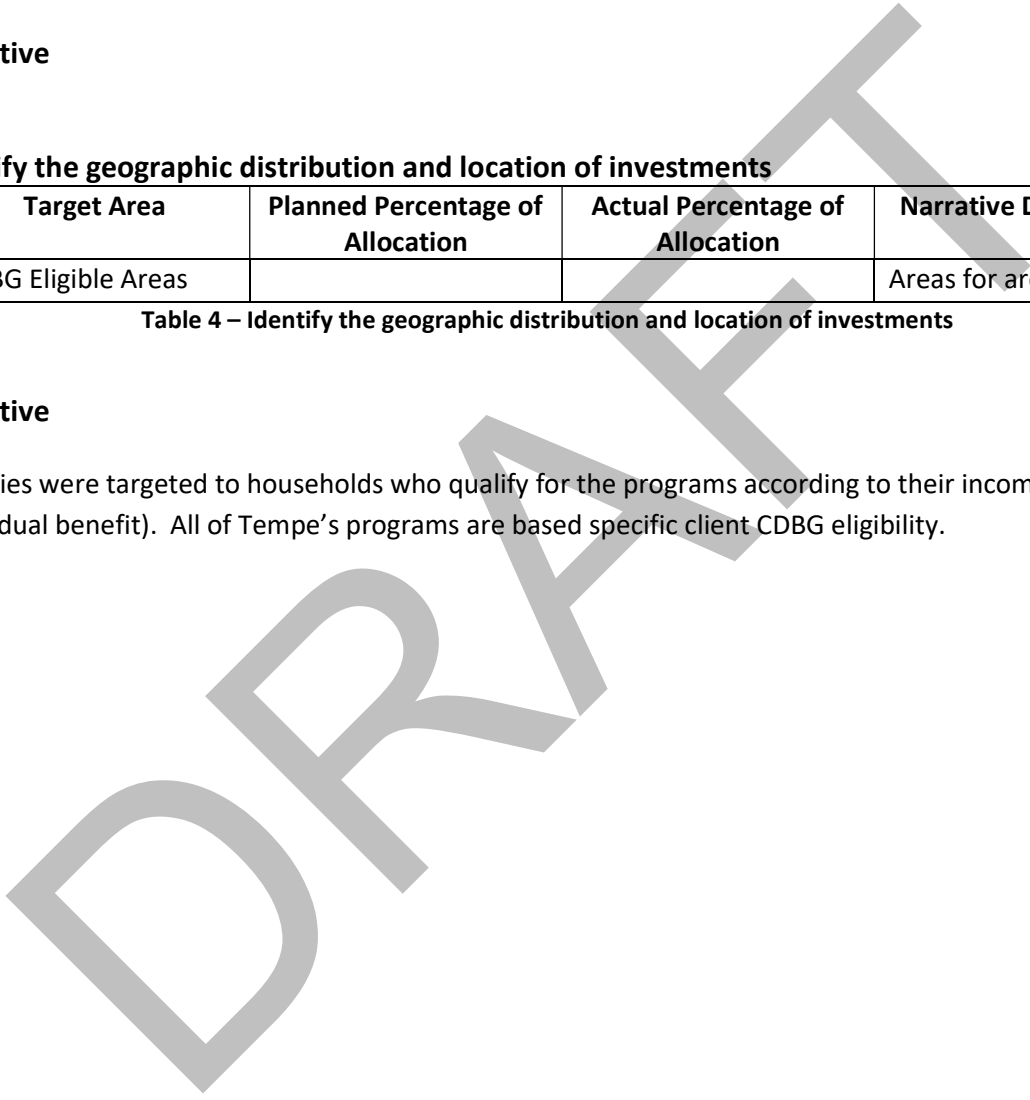 tive
ify the geographic distribution and location of investments
Target Area Planned Percentage of Allocation Actual Percentage of Allocation Narrative D
G Eligible Areas Areas for are
Table 4 – Identify the geographic distribution and location of investments
tive
ies were targeted to households who qualify for the programs according to their incom
dual benefit).  All of Tempe’s programs are based specific client CDBG eligibility.
DRAFT